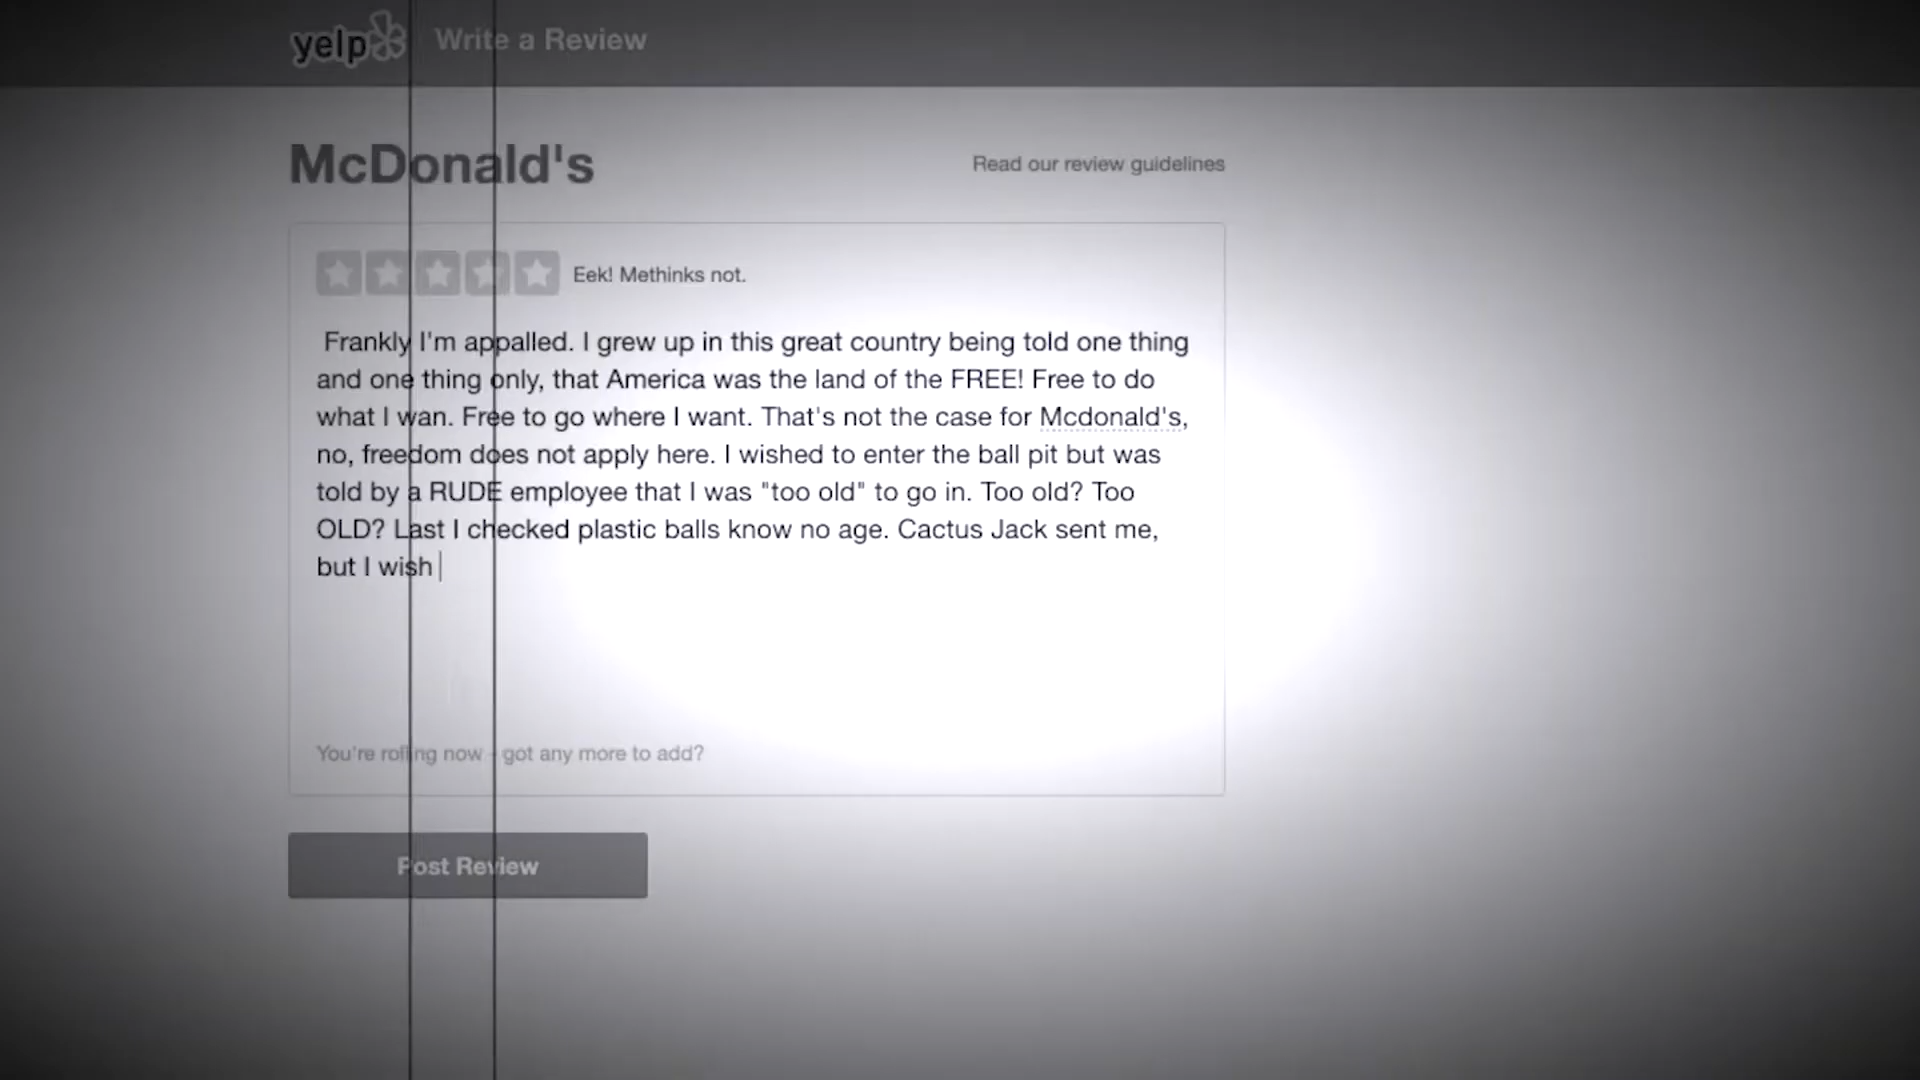 yelp Write a Review
McDonald's
Read our review guidelines
Eek! Methinks not.
Frankly I'm appalled. I grew up in this great country being told one thing
and one thing only, that America was the land of the FREE! Free to do
what I wan. Free to go where I want. That's not the case for Mcdonald's,
no, freedom does not apply here. I wished to enter the ball pit but was
told by a RUDE employee that I was "too old" to go in. Too old? Too
OLD? Last I checked plastic balls know no age. Cactus Jack sent me,
but I wish
You're rolling now - got any more to add?
Post Review